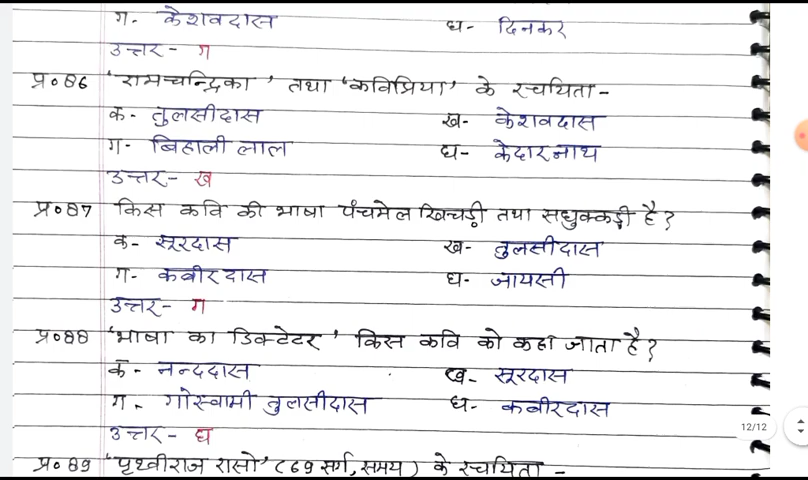 ग- केशवदास घ- दिनकर
उत्तर- ग
प्र०86 'रामचन्द्रिका' तथा 'कविप्रिया' के रचयिता-
क- तुलसीदास ख- केशवदास
ग- बिहाली लाल घ- केदारनाथ
उत्तर- ख
प्र०87 किस कवि की भाषा पंचमेल खिचड़ी तथा सधुक्कड़ी है?
क- सूरदास ख- तुलसीदास
ग- कबीरदास घ- जायसी
उत्तर- ग
प्र०88 'भाषा का डिक्टेटर' किस कवि को कहा जाता है?
क- नन्ददास ख- सूरदास
ग- गोस्वामी तुलसीदास घ- कबीरदास
12/12
उत्तर- घ
प्र०89 'पृथ्वीराज रासो' (69 सर्ग, समय) के रचयिता-